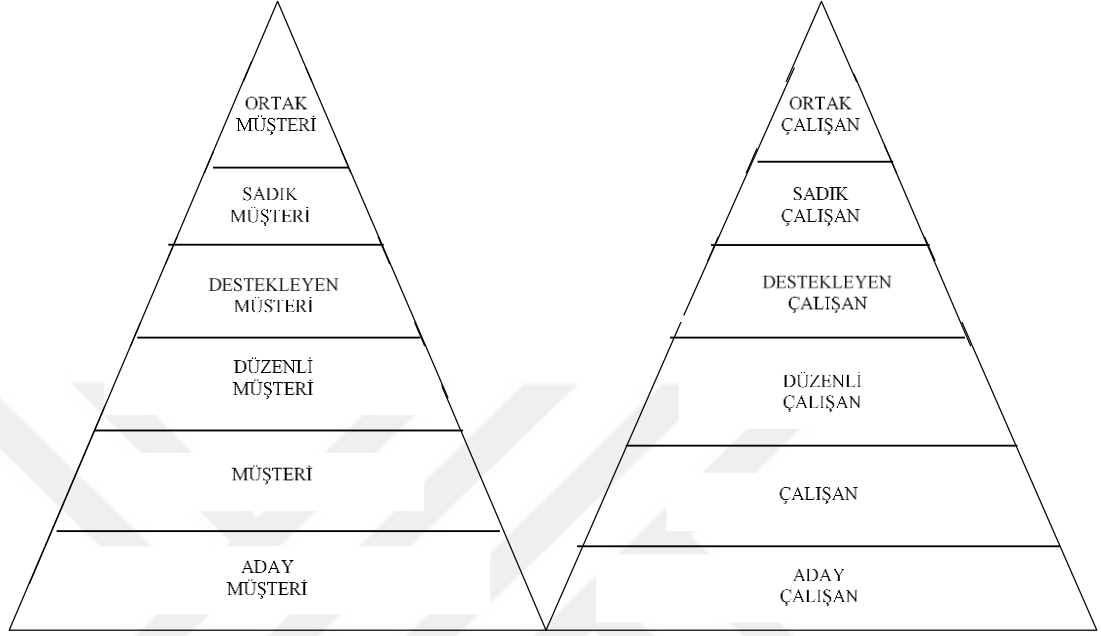 ORTAK
MÜŞTERİ
SADIK
MÜŞTERİ
DESTEKLEYEN
MÜSTERİ
DÜZENLİ
MÜŞTERİ
MÜŞTERİ
ADAY
MÜŞTERİ
ORTAK
ÇALIŞAN
SADIK
ÇALIŞAN
DESTEKLEYEN
ÇALIŞAN
DÜZENLİ
ÇALIŞAN
ÇALIŞAN
ADAY
ÇALIŞAN